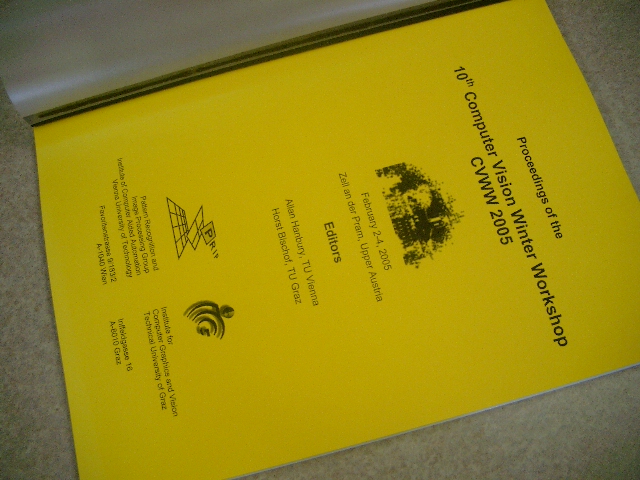 Proceedings of the
10th Computer Vision Winter Workshop
CVWW 2005
February 2-4, 2005
Zell an der Pram, Upper Austria
Editors
Allan Hanbury, TU Vienna
Horst Bischof, TU Graz
PRIP
Pattern Recognition and
Image Processing Group
Institute of Computer Aided Automation
Vienna University of Technology
Favoritenstrasse 9/183/2
A-1040 Wien
Institute for
Computer Graphics and Vision
Technical University of Graz
Inffeldgasse 16
A-8010 Graz